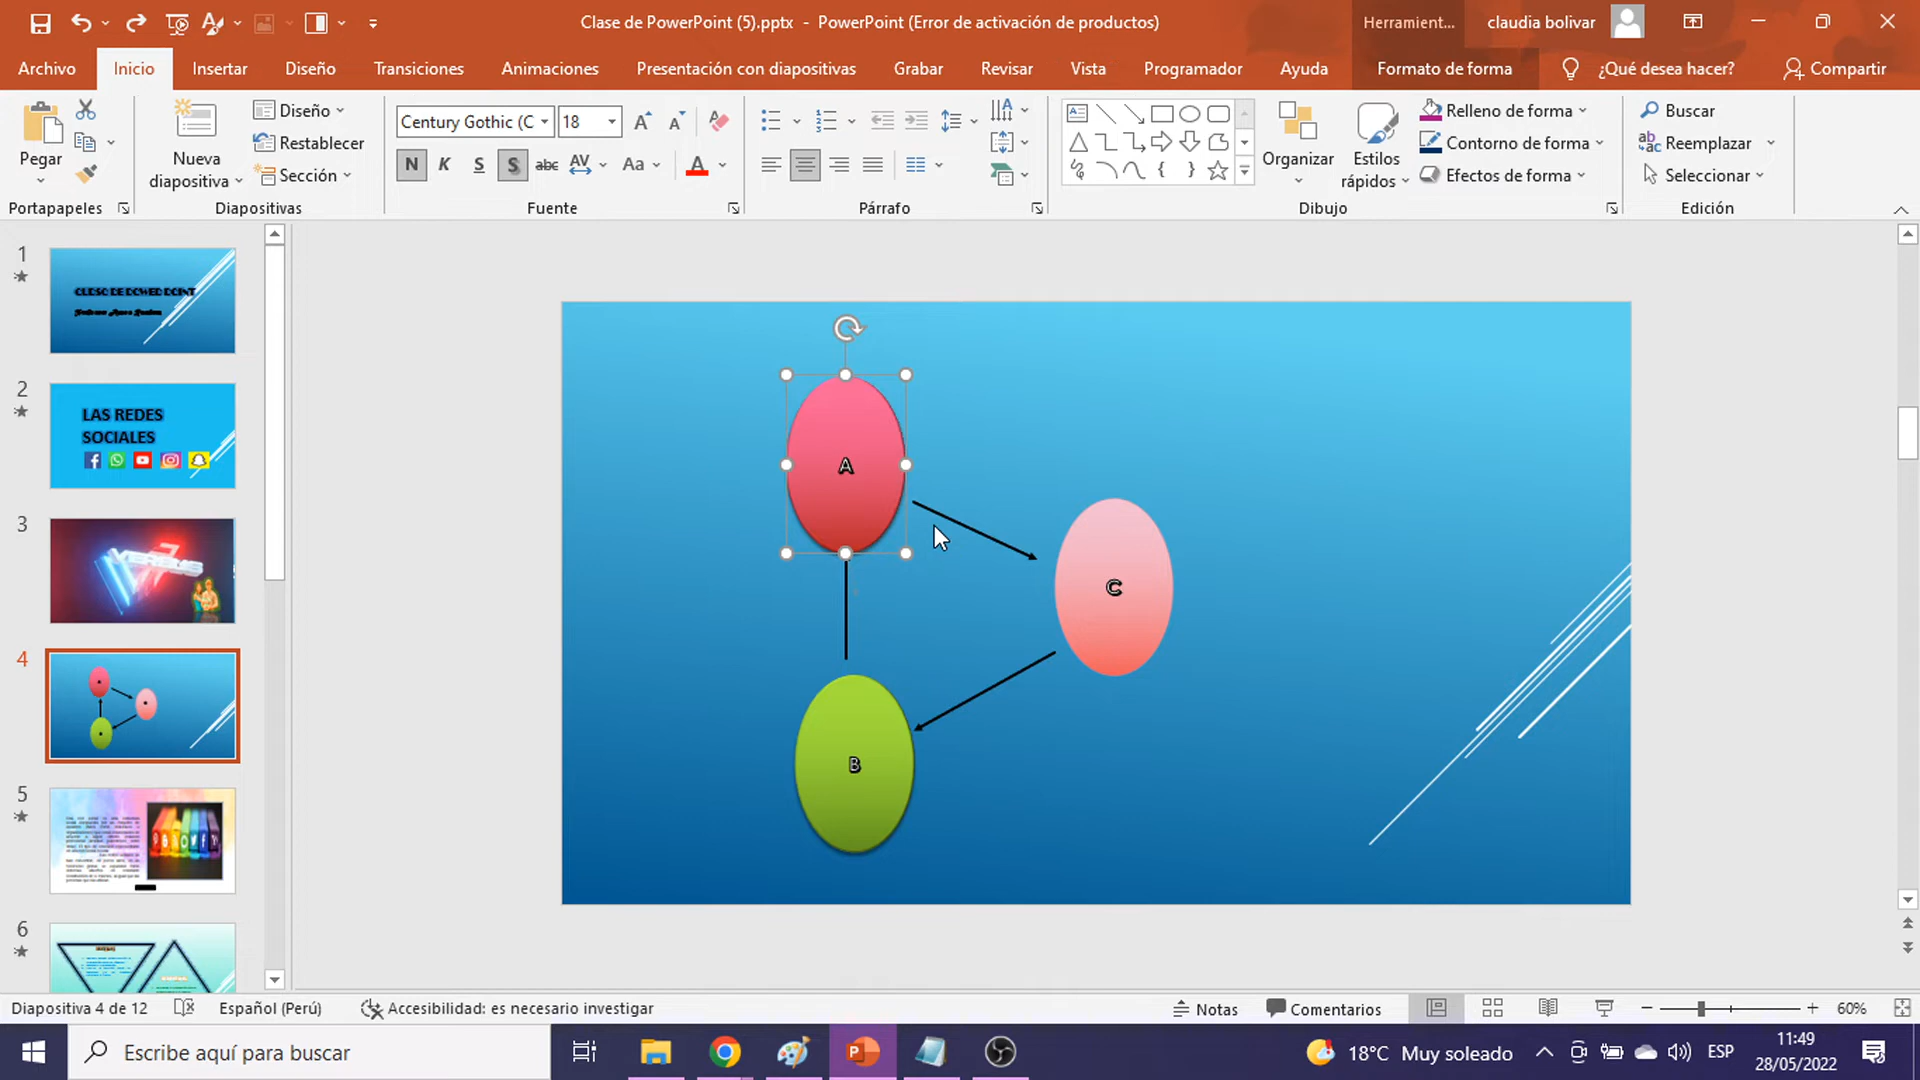 Clase de PowerPoint (5).pptx - PowerPoint (Error de activación de productos)
Herramient...
claudia bolivar
Archivo Inicio Insertar Diseño Transiciones Animaciones Presentación con diapositivas Grabar Revisar Vista Programador Ayuda Formato de forma ¿Qué desea hacer? Compartir
Pegar
Nueva diapositiva
Diseño
Restablecer
Sección
Century Gothic (C 18
N K S S abc AV Aa A
Organizar
Estilos rápidos
Relleno de forma
Contorno de forma
Efectos de forma
Buscar
Reemplazar
Seleccionar
Portapapeles Diapositivas Fuente Párrafo Dibujo Edición
1
2
LAS REDES
SOCIALES
3
4
5
6
A
C
B
Diapositiva 4 de 12 Español (Perú) Accesibilidad: es necesario investigar Notas Comentarios 60%
Escribe aquí para buscar
18°C Muy soleado
ESP
11:49
28/05/2022